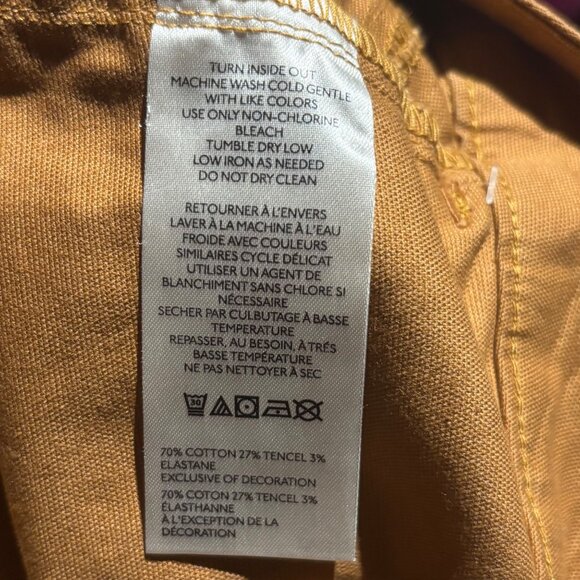 TURN INSIDE OUT
MACHINE WASH COLD GENTLE
WITH LIKE COLORS
USE ONLY NON-CHLORINE
BLEACH
TUMBLE DRY LOW
LOW IRON AS NEEDED
DO NOT DRY CLEAN
RETOURNER À L'ENVERS
LAVER À LA MACHINE À L'EAU
FROIDE AVEC COULEURS
SIMILAIRES CYCLE DÉLICAT
UTILISER UN AGENT DE
BLANCHIMENT SANS CHLORE SI
NÉCESSAIRE
SECHER PAR CULBUTAGE À BASSE
TEMPERATURE
REPASSER, AU BESOIN, À TRÉS
BASSE TEMPÉRATURE
NE PAS NETTOYER À SEC
30
70% COTTON 27% TENCEL 3%
ELASTANE
EXCLUSIVE OF DECORATION
70% COTON 27% TENCEL 3%
ÉLASTHANNE
À L'EXCEPTION DE LA
DÉCORATION